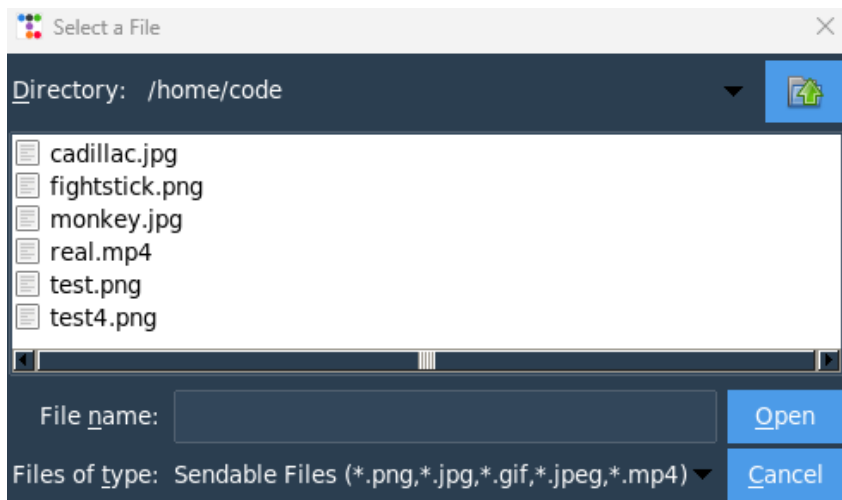 Select a File
Directory: /home/code
cadillac.jpg
fightstick.png
monkey.jpg
real.mp4
test.png
test4.png
File name:
Open
Files of type: Sendable Files (*.png,*.jpg,*.gif,*.jpeg,*.mp4)
Cancel